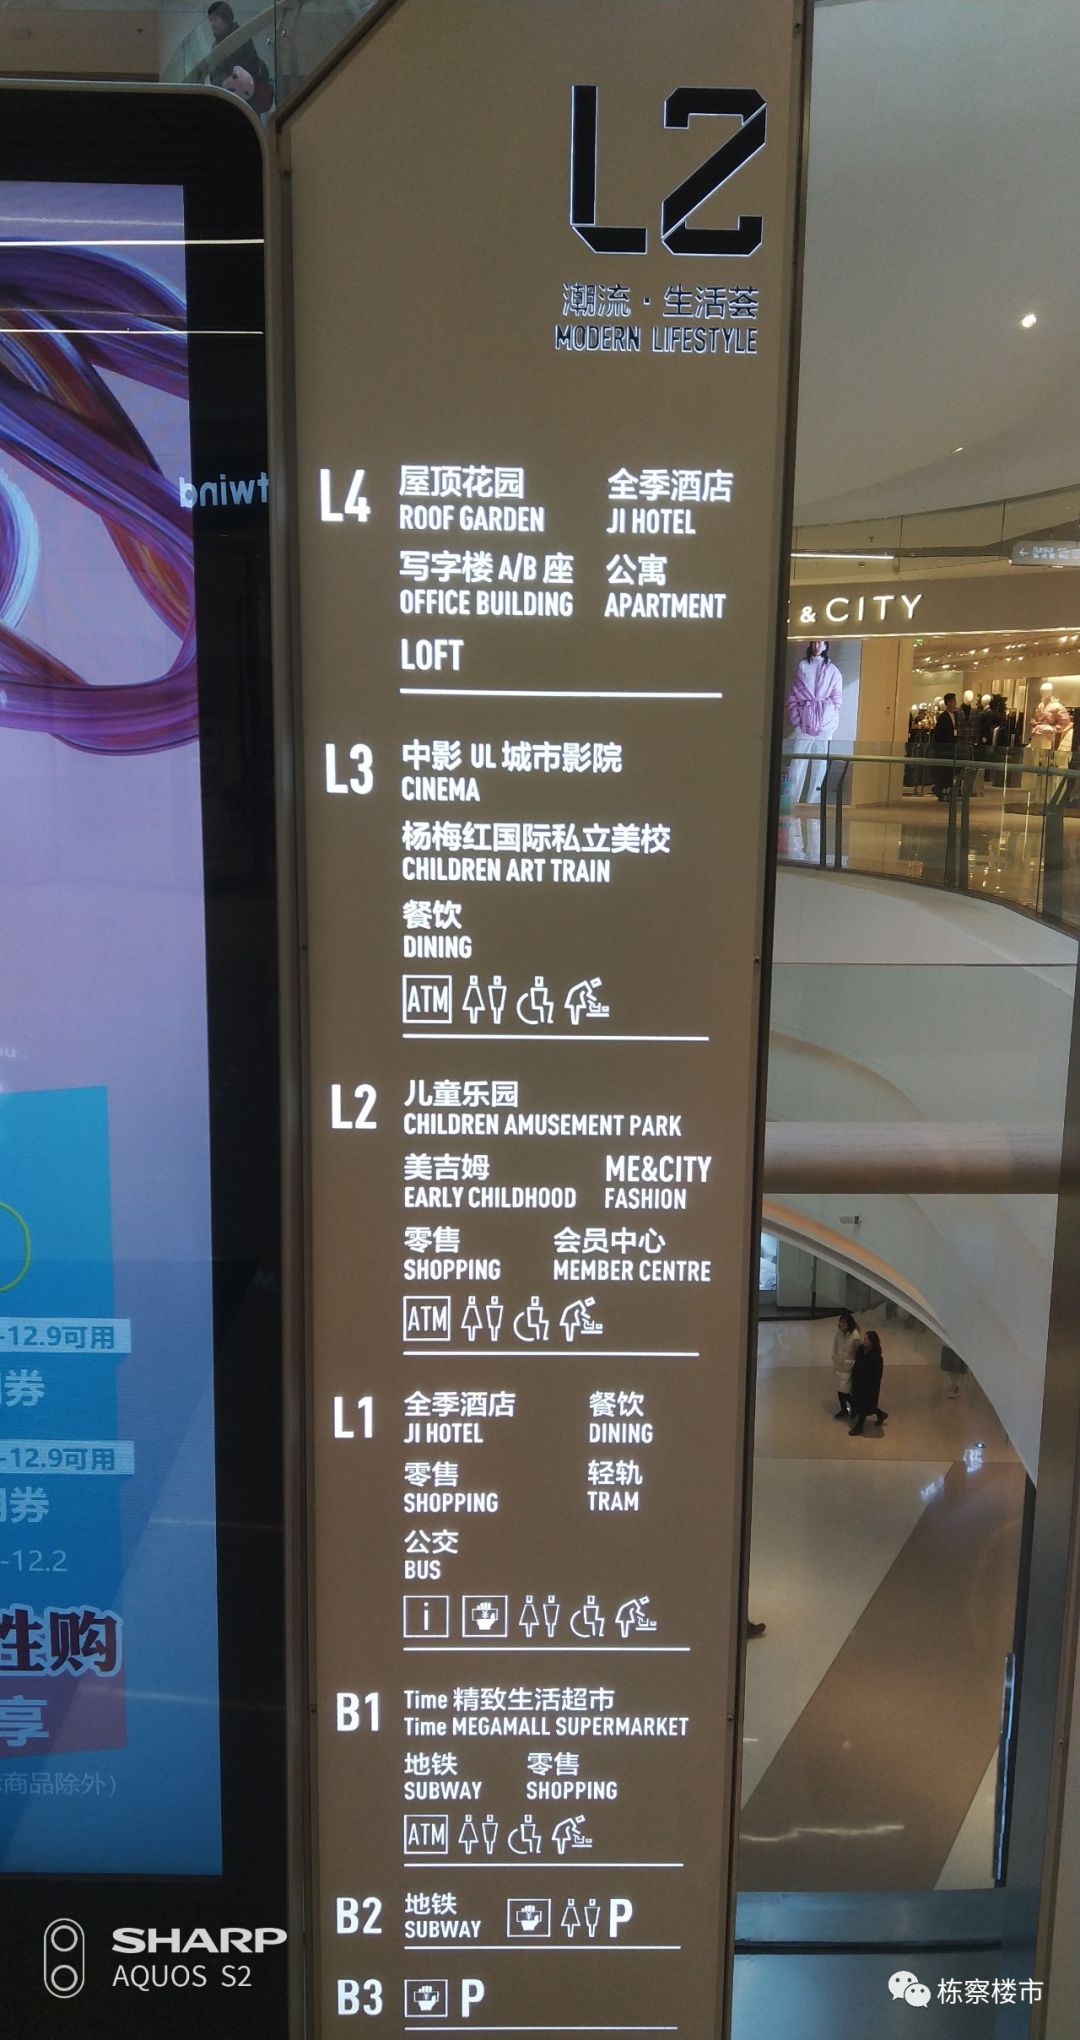 L2
潮流·生活荟
MODERN LIFESTYLE
L4
屋顶花园 全季酒店
ROOF GARDEN JI HOTEL
写字楼 A/B 座 公寓
OFFICE BUILDING APARTMENT
LOFT
& CITY
L3
中影 UL 城市影院
CINEMA
杨梅红国际私立美校
CHILDREN ART TRAIN
餐饮
DINING
ATM
L2
儿童乐园
CHILDREN AMUSEMENT PARK
美吉姆 ME&CITY
EARLY CHILDHOOD FASHION
零售 会员中心
SHOPPING MEMBER CENTRE
ATM
L1
全季酒店 餐饮
JI HOTEL DINING
零售 轻轨
SHOPPING TRAM
公交
BUS
i
B1
Time 精致生活超市
Time MEGAMALL SUPERMARKET
地铁 零售
SUBWAY SHOPPING
ATM
B2
地铁
SUBWAY
P
B3
P
-12.9可用
券
-12.9可用
券
-12.2
性购
享
商品除外）
SHARP
AQUOS S2
栋察楼市